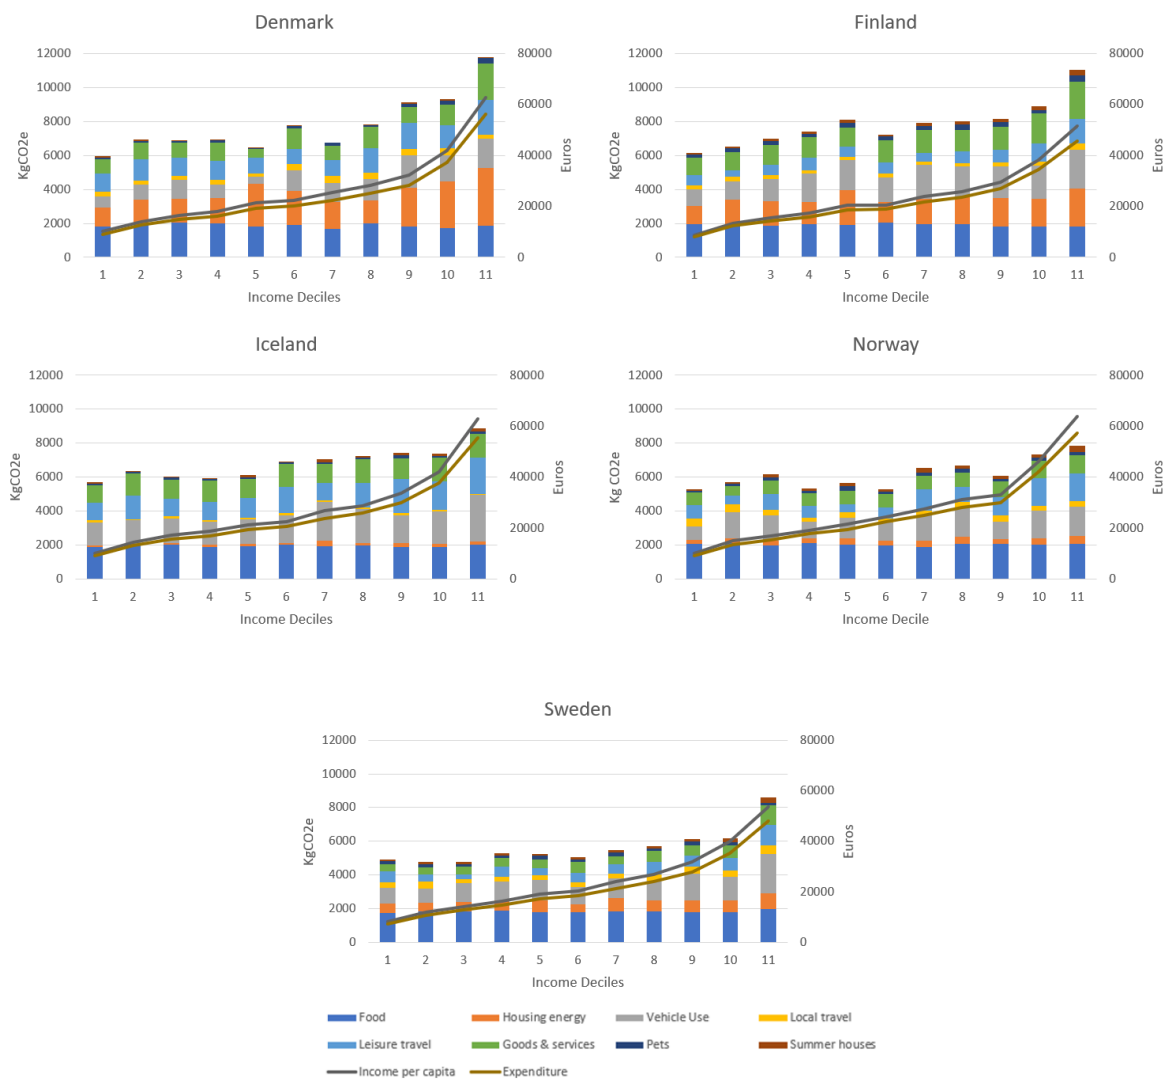 Denmark
KgCO2e
12000
10000
8000
6000
4000
2000
0
80000
60000
40000
20000
0
Euros
1 2 3 4 5 6 7 8 9 10 11
Income Deciles
Finland
KgCO2e
12000
10000
8000
6000
4000
2000
0
80000
60000
40000
20000
0
Euros
1 2 3 4 5 6 7 8 9 10 11
Income Decile
Iceland
KgCO2e
12000
10000
8000
6000
4000
2000
0
80000
60000
40000
20000
0
Euros
1 2 3 4 5 6 7 8 9 10 11
Income Deciles
Norway
Kg CO2e
12000
10000
8000
6000
4000
2000
0
80000
60000
40000
20000
0
Euros
1 2 3 4 5 6 7 8 9 10 11
Income Decile
Sweden
KgCO2e
12000
10000
8000
6000
4000
2000
0
80000
60000
40000
20000
0
Euros
1 2 3 4 5 6 7 8 9 10 11
Income Deciles
Food Housing energy Vehicle Use Local travel
Leisure travel Goods & services Pets Summer houses
Income per capita Expenditure